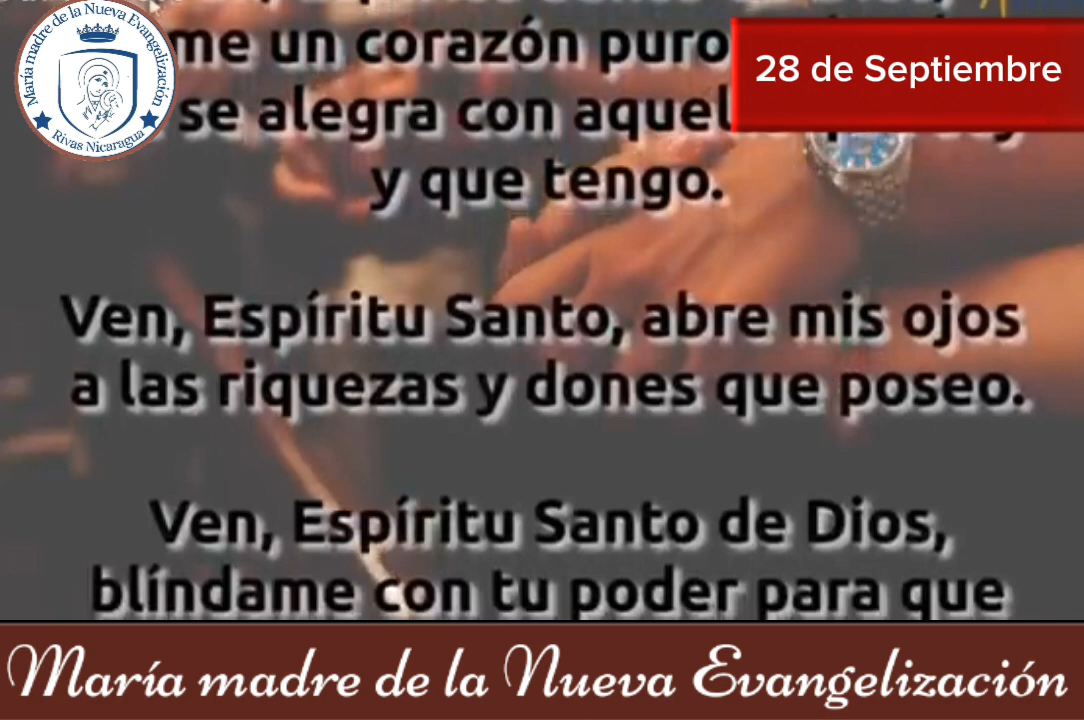 María madre de la Nueva Evangelización
Rivas Nicaragua
28 de Septiembre
me un corazón puro
se alegra con aquel
y que tengo.
Ven, Espíritu Santo, abre mis ojos
a las riquezas y dones que poseo.
Ven, Espíritu Santo de Dios,
blíndame con tu poder para que
María madre de la Nueva Evangelización